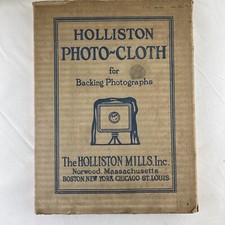 HOLLISTON
PHOTO-CLOTH
for
Backing Photographs
The HOLLISTON MILLS, Inc.
Norwood, Massachusetts
BOSTON NEW YORK CHICAGO ST. LOUIS